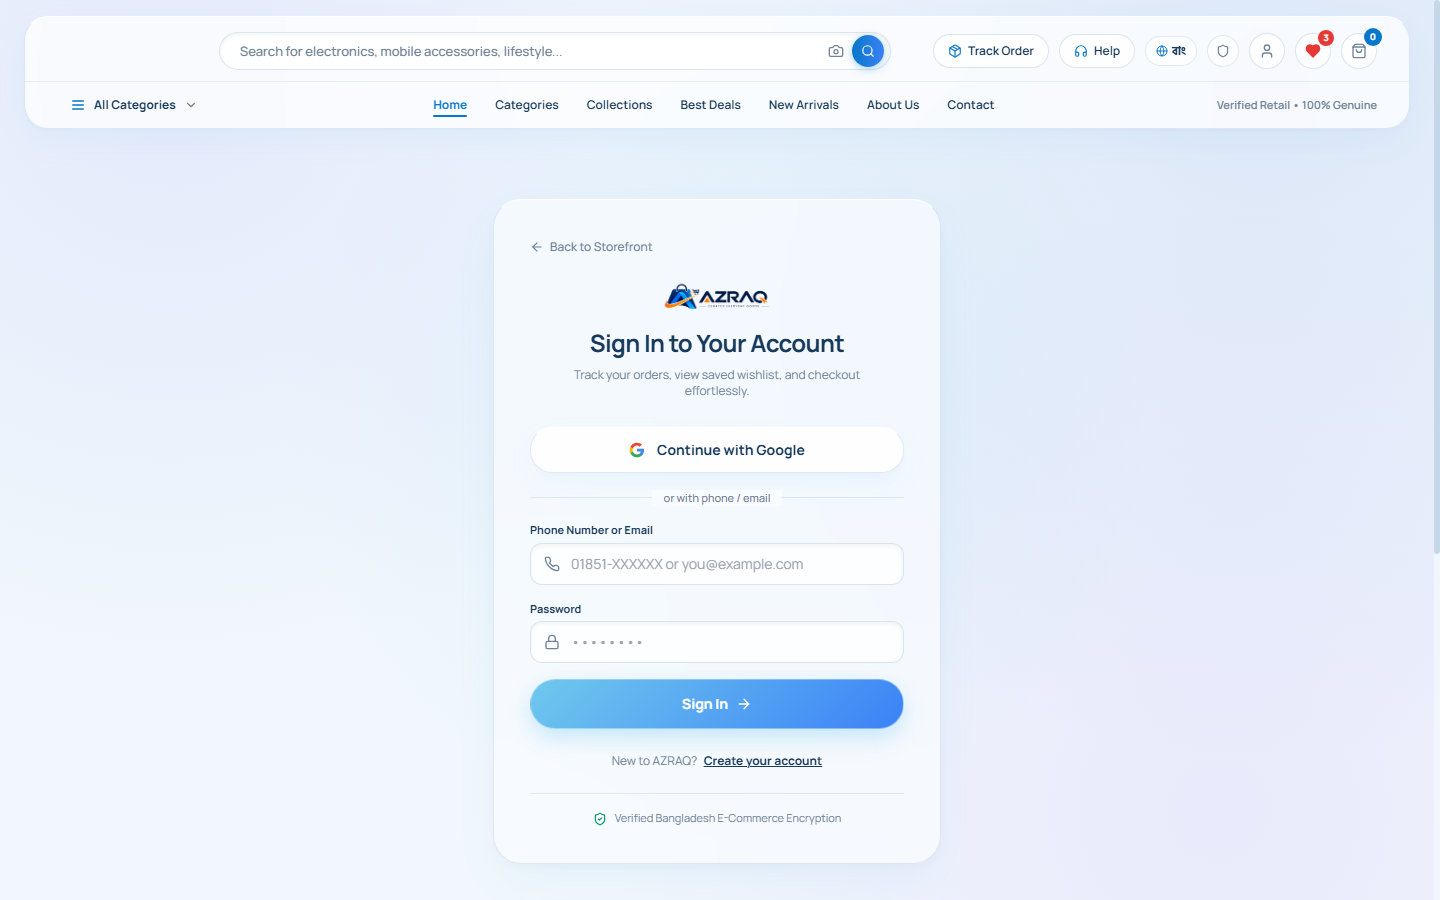 Search for electronics, mobile accessories, lifestyle...
Track Order
Help
বাং
3
0
All Categories
Home
Categories
Collections
Best Deals
New Arrivals
About Us
Contact
Verified Retail • 100% Genuine
Back to Storefront
AZRAQ
Sign In to Your Account
Track your orders, view saved wishlist, and checkout
effortlessly.
Continue with Google
or with phone / email
Phone Number or Email
01851-XXXXXX or you@example.com
Password
••••••••
Sign In
New to AZRAQ? Create your account
Verified Bangladesh E-Commerce Encryption